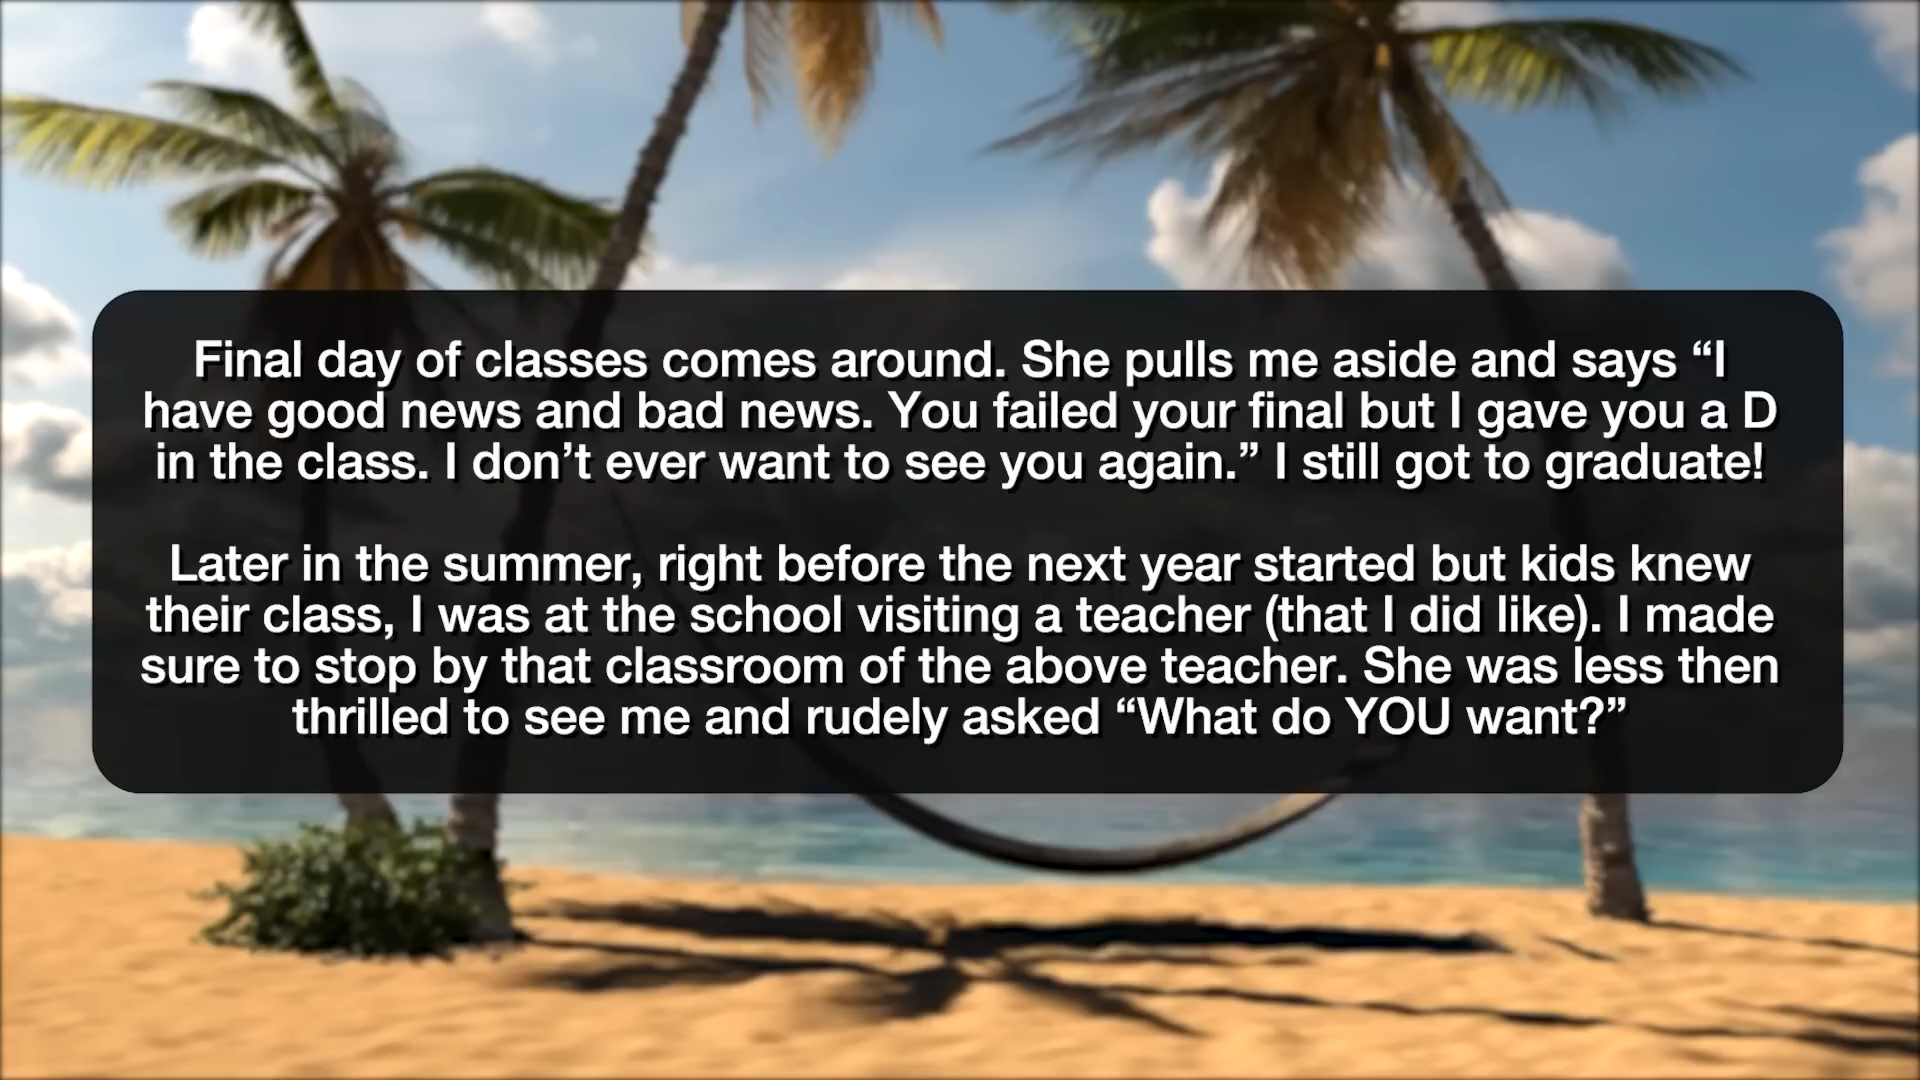 Final day of classes comes around. She pulls me aside and says “I
have good news and bad news. You failed your final but I gave you a D
in the class. I don’t ever want to see you again.” I still got to graduate!
Later in the summer, right before the next year started but kids knew
their class, I was at the school visiting a teacher (that I did like). I made
sure to stop by that classroom of the above teacher. She was less then
thrilled to see me and rudely asked “What do YOU want?”